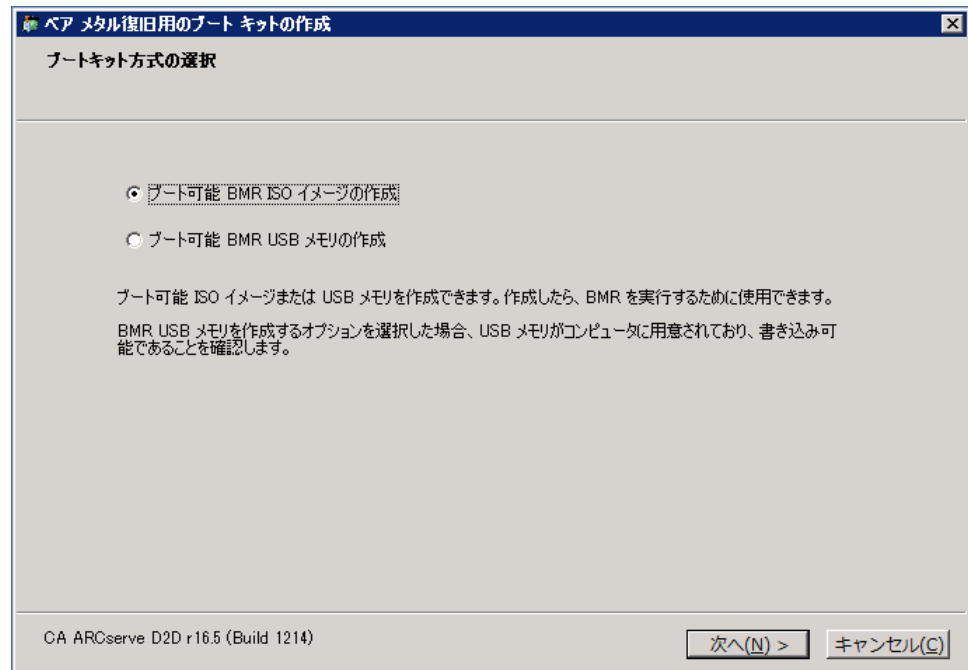 ベア メタル復旧用のブート キットの作成
ブートキット方式の選択
ブート可能 BMR ISO イメージの作成
ブート可能 BMR USB メモリの作成
ブート可能 ISO イメージまたは USB メモリを作成できます。作成したら、BMR を実行するために使用できます。
BMR USB メモリを作成するオプションを選択した場合、USB メモリがコンピュータに用意されており、書き込み可
能であることを確認します。
CA ARCserve D2D r16.5 (Build 1214)
次へ(N) >
キャンセル(C)